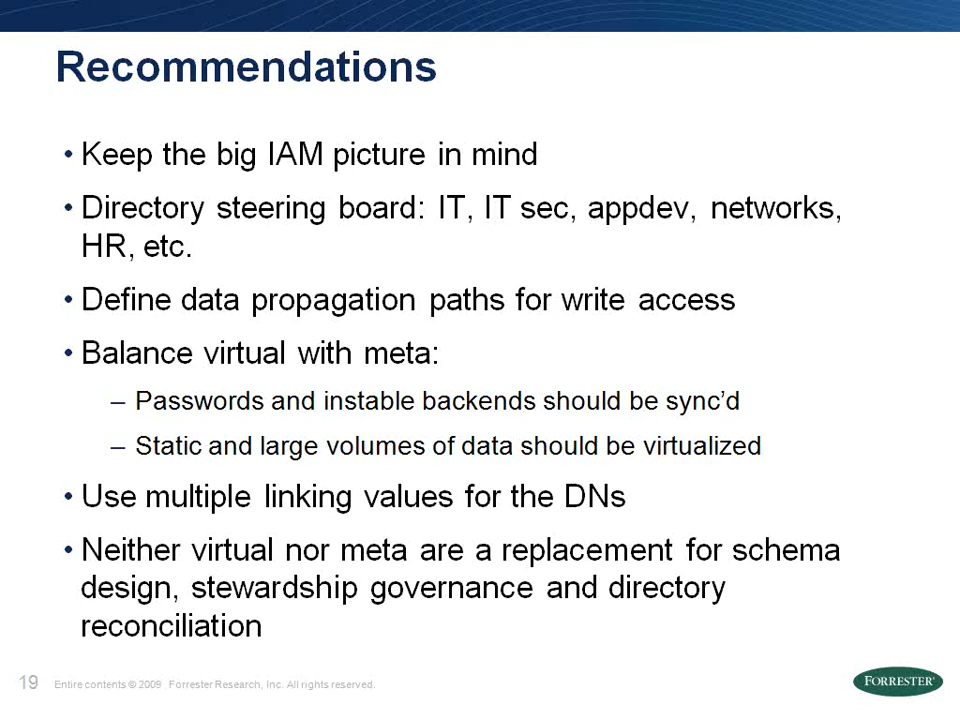 Recommendations
• Keep the big IAM picture in mind
• Directory steering board: IT, IT sec, appdev, networks,
HR, etc.
• Define data propagation paths for write access
• Balance virtual with meta:
– Passwords and instable backends should be sync’d
– Static and large volumes of data should be virtualized
• Use multiple linking values for the DNs
• Neither virtual nor meta are a replacement for schema
design, stewardship governance and directory
reconciliation
19 Entire contents © 2009 Forrester Research, Inc. All rights reserved.
FORRESTER®